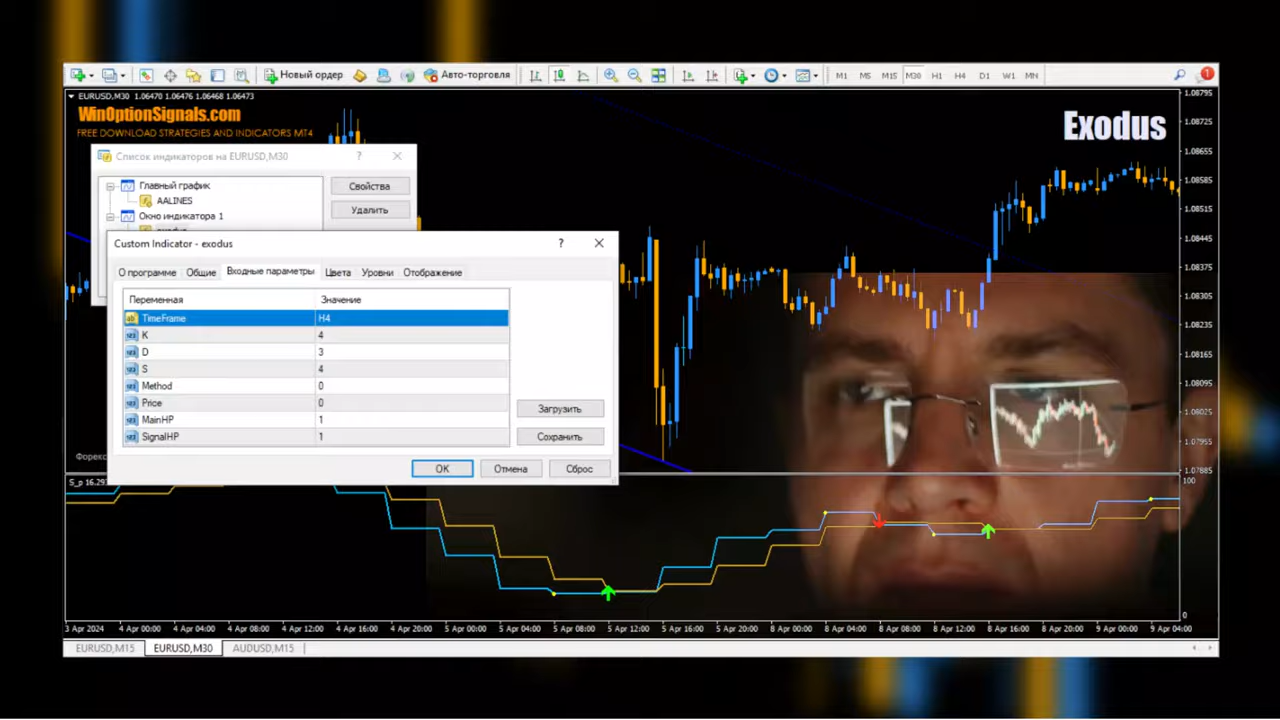 Новый ордер
Авто-торговля
M1 M5 M15 M30 H1 H4 D1 W1 MN
1
EURUSD,M30 1.06470 1.06476 1.06468 1.06473
WinOptionSignals.com
FREE DOWNLOAD STRATEGIES AND INDICATORS MT4
Exodus
Список индикаторов на EURUSD,M30
?
Главный график
AALINES
Окно индикатора 1
Свойства
Удалить
Custom Indicator - exodus
?
О программе Общие Входные параметры Цвета Уровни Отображение
Переменная Значение
TimeFrame H4
K 4
D 3
S 4
Method 0
Price 0
MainHP 1
SignalHP 1
Загрузить
Сохранить
OK Отмена Сброс
1.08795
1.08725
1.08655
1.08585
1.08515
1.08445
1.08375
1.08305
1.08235
1.08165
1.08095
1.08025
1.07955
1.07885
100
0
3 Apr 2024 4 Apr 00:00 4 Apr 04:00 4 Apr 08:00 4 Apr 12:00 4 Apr 16:00 4 Apr 20:00 5 Apr 00:00 5 Apr 04:00 5 Apr 08:00 5 Apr 12:00 5 Apr 16:00 5 Apr 20:00 8 Apr 00:00 8 Apr 04:00 8 Apr 08:00 8 Apr 12:00 8 Apr 16:00 8 Apr 20:00 9 Apr 00:00 9 Apr 04:00
EURUSD,M15 EURUSD,M30 AUDUSD,M15